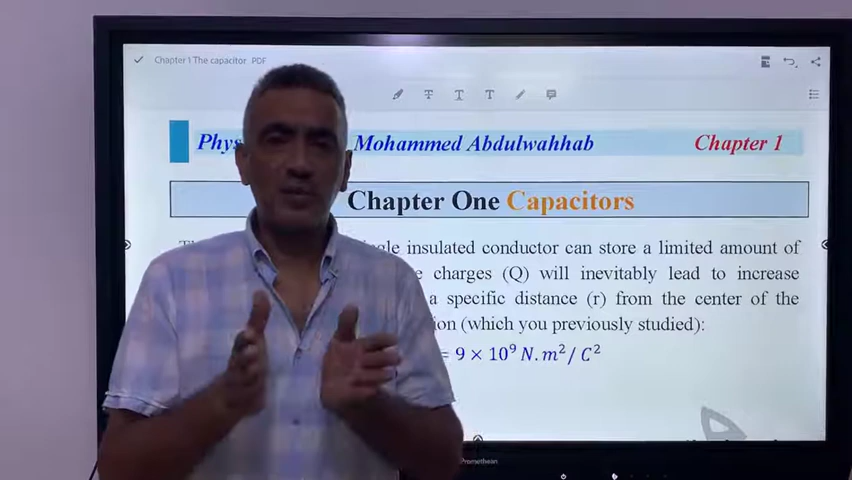 Chapter 1 The capacitor PDF
Mohammed Abdulwahhab
Chapter 1
Chapter One Capacitors
insulated conductor can store a limited amount of
charges (Q) will inevitably lead to increase
a specific distance (r) from the center of the
(which you previously studied):
= 9 × 10⁹ N.m²/ C²
Promethean